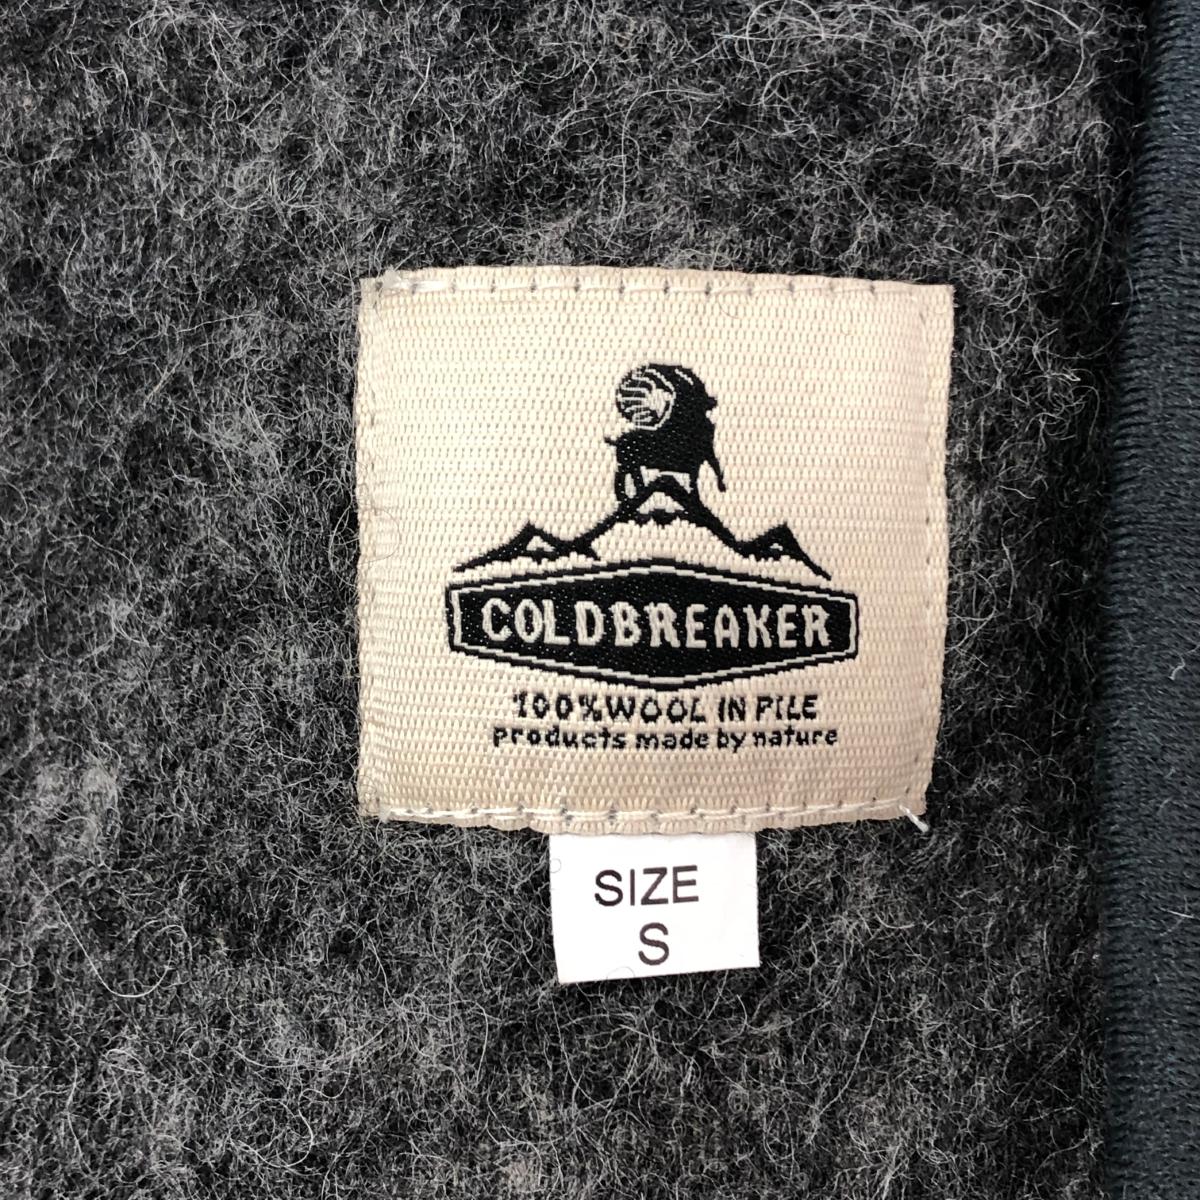 COLDBREAKER
100%WOOL IN PILE
products made by nature
SIZE
S